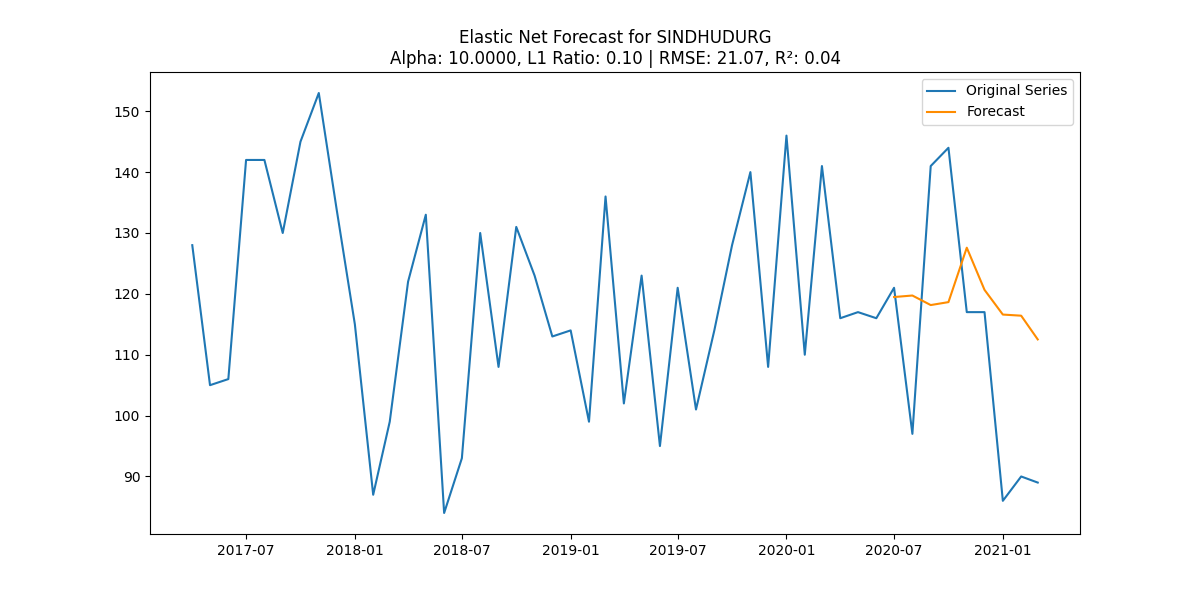 Elastic Net Forecast for SINDHUDURG
Alpha: 10.0000, L1 Ratio: 0.10 | RMSE: 21.07, R²: 0.04
Original Series
Forecast
150
140
130
120
110
100
90
2017-07 2018-01 2018-07 2019-01 2019-07 2020-01 2020-07 2021-01